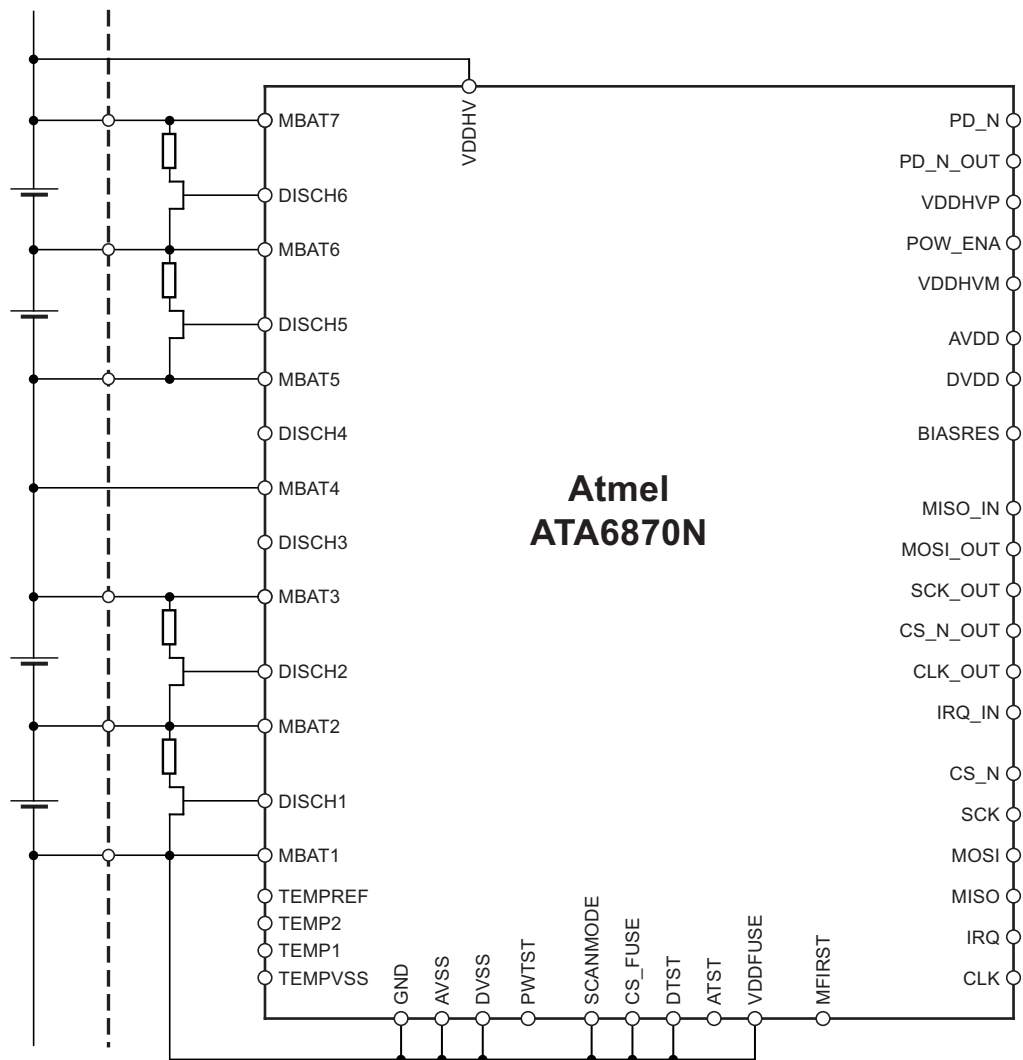 VDDHV
MBAT7
DISCH6
MBAT6
DISCH5
MBAT5
DISCH4
MBAT4
DISCH3
MBAT3
DISCH2
MBAT2
DISCH1
MBAT1
TEMPREF
TEMP2
TEMP1
TEMPVSS
Atmel
ATA6870N
PD_N
PD_N_OUT
VDDHVP
POW_ENA
VDDHVM
AVDD
DVDD
BIASRES
MISO_IN
MOSI_OUT
SCK_OUT
CS_N_OUT
CLK_OUT
IRQ_IN
CS_N
SCK
MOSI
MISO
IRQ
CLK
GND
AVSS
DVSS
PWTST
SCANMODE
CS_FUSE
DTST
ATST
VDDFUSE
MFIRST